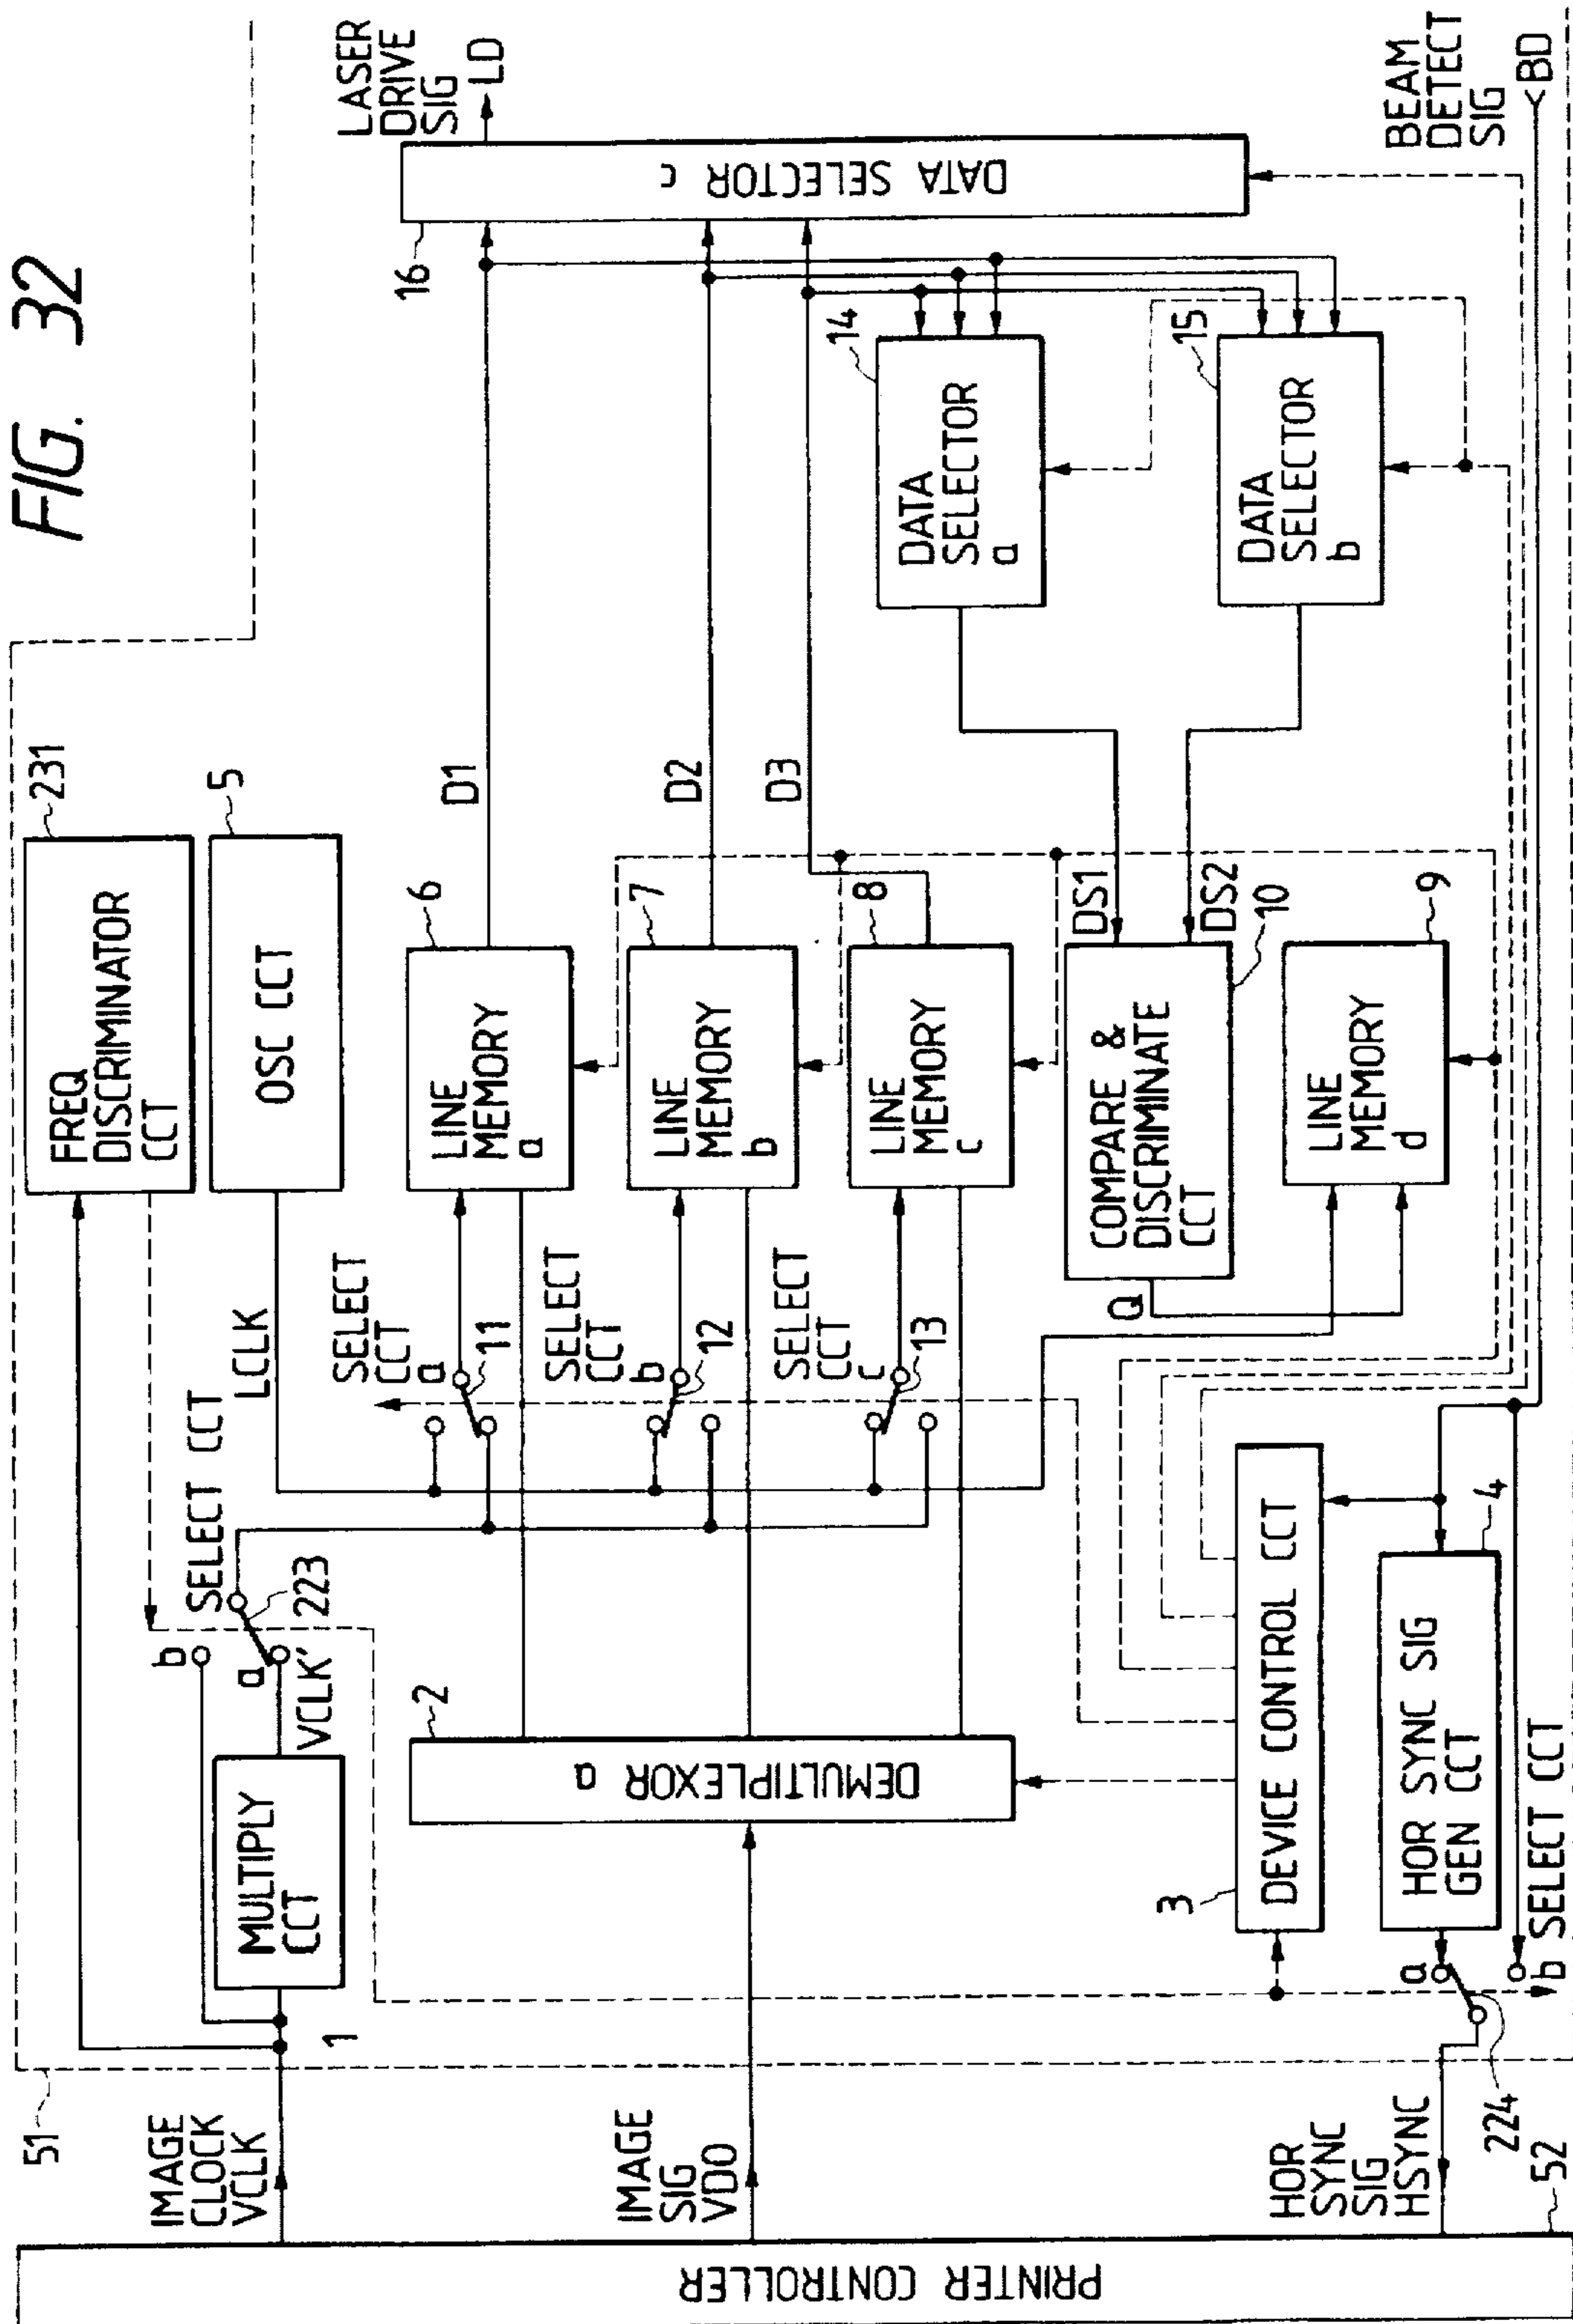 FIG. 32
51
IMAGE
CLOCK
VCLK
1
MULTIPLY
CCT
VCLK'
b
a
SELECT CCT
223
LCLK
FREQ
DISCRIMINATOR
CCT
231
OSC CCT
5
LASER
DRIVE
SIG
LD
IMAGE
SIG
VDO
DEMULTIPLEXOR a
2
SELECT
CCT
a
11
SELECT
CCT
b
12
SELECT
CCT
c
13
LINE
MEMORY
a
6
LINE
MEMORY
b
7
LINE
MEMORY
c
8
D1
D2
D3
16
DATA SELECTOR c
DATA
SELECTOR
a
14
DATA
SELECTOR
b
15
COMPARE &
DISCRIMINATE
CCT
10
DS1
DS2
Q
LINE
MEMORY
d
9
3
DEVICE CONTROL CCT
HOR SYNC SIG
GEN CCT
4
a
b SELECT CCT
224
HOR
SYNC
SIG
HSYNC
52
PRINTER CONTROLLER
BEAM
DETECT
SIG
BD